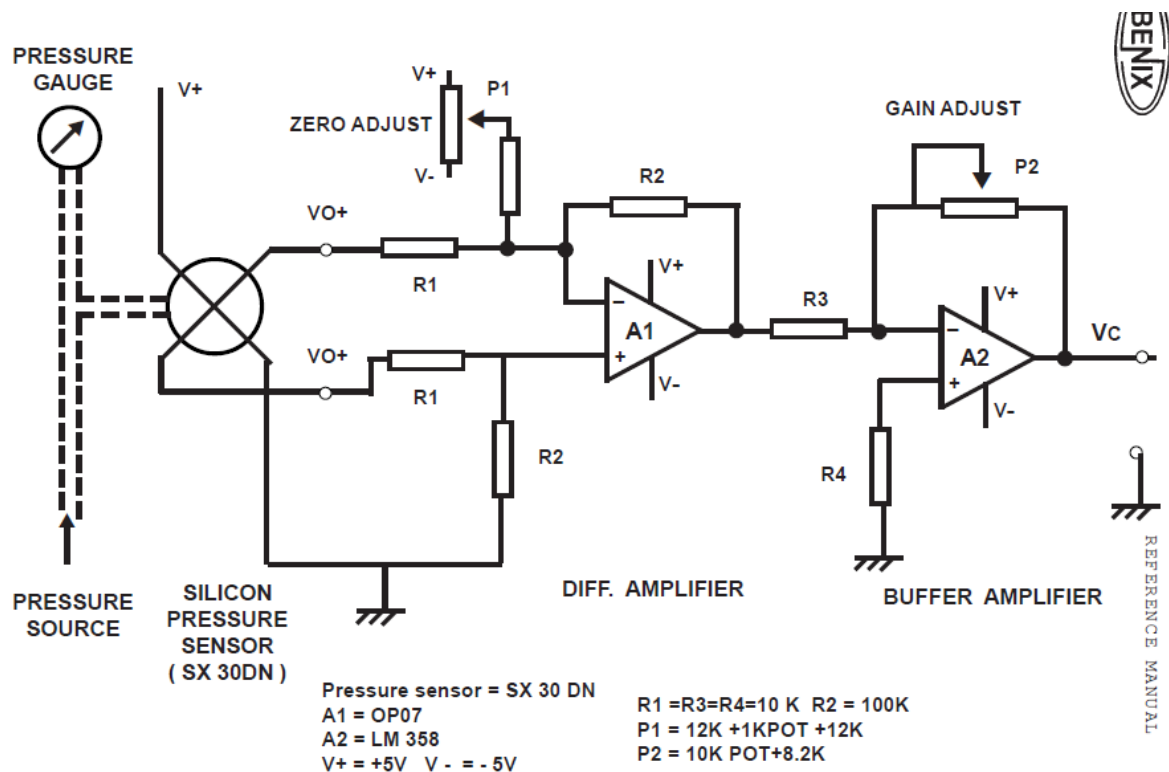 PRESSURE
GAUGE
V+
V+
P1
ZERO ADJUST
V-
GAIN ADJUST
P2
BENIX
R2
VO+
R1
V+
A1
V-
R3
V+
A2
V-
VC
VO+
R1
R2
R4
PRESSURE
SOURCE
SILICON
PRESSURE
SENSOR
( SX 30DN )
DIFF. AMPLIFIER
BUFFER AMPLIFIER
REFERENCE MANUAL
Pressure sensor = SX 30 DN
A1 = OP07
A2 = LM 358
V+ = +5V V - = - 5V
R1 =R3=R4=10 K R2 = 100K
P1 = 12K +1KPOT +12K
P2 = 10K POT+8.2K